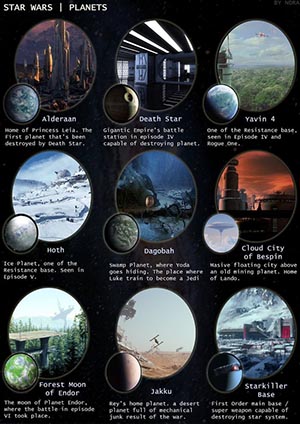 BY NOKA
STAR WARS | PLANETS
Alderaan
Home of Princess Leia. The
First planet that's been
destroyed by Death Star.
Death Star
Gigantic Empire's battle
station in episode IV
capable of destroying planet.
Yavin 4
One of the Resistance base,
seen in Episode IV and
Rogue One.
Hoth
Ice Planet, one of the
Resistance base. Seen in
Episode V.
Dagobah
Swamp Planet, where Yoda
goes hiding. The place where
Luke train to become a Jedi
Cloud City
of Bespin
Massive floating city above
an old mining planet. Home
of Lando.
Forest Moon
of Endor
The moon of Planet Endor,
where the battle in episode
VI took place.
Jakku
Rey's home planet. a desert
planet full of mechanical
junk result of the war.
Starkiller
Base
First Order main base /
super weapon capable of
destroying star system.